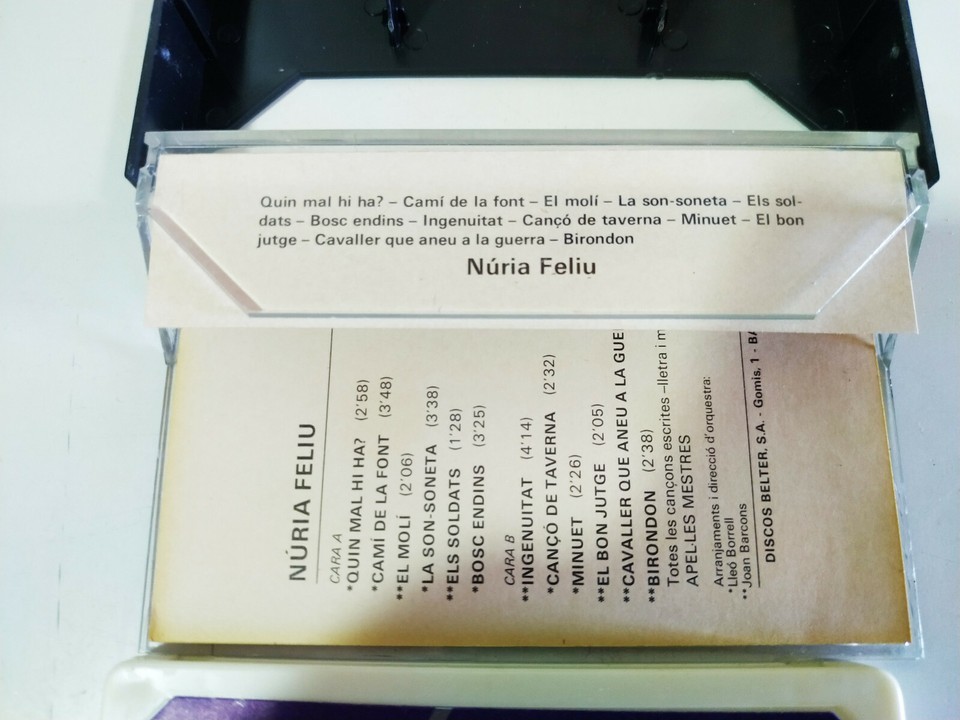 Quin mal hi ha? – Camí de la font – El molí – La son-soneta – Els sol-
dats – Bosc endins – Ingenuitat – Cançó de taverna – Minuet – El bon
jutge – Cavaller que aneu a la guerra – Birondon
Núria Feliu
NÚRIA FELIU
CARA A
*QUIN MAL HI HA? (2'58)
*CAMÍ DE LA FONT (3'48)
**EL MOLÍ (2'06)
*LA SON-SONETA (3'38)
**ELS SOLDATS (1'28)
*BOSC ENDINS (3'25)
CARA B
**INGENUITAT (4'14)
*CANÇÓ DE TAVERNA (2'32)
*MINUET (2'26)
**EL BON JUTGE (2'05)
**CAVALLER QUE ANEU A LA GUE
**BIRONDON (2'38)
Totes les cançons escrites –lletra i m
APEL·LES MESTRES
Arranjaments i direcció d'orquestra:
*Lleó Borrell
**Joan Barcons
DISCOS BELTER, S.A. - Gomis, 1 - BA